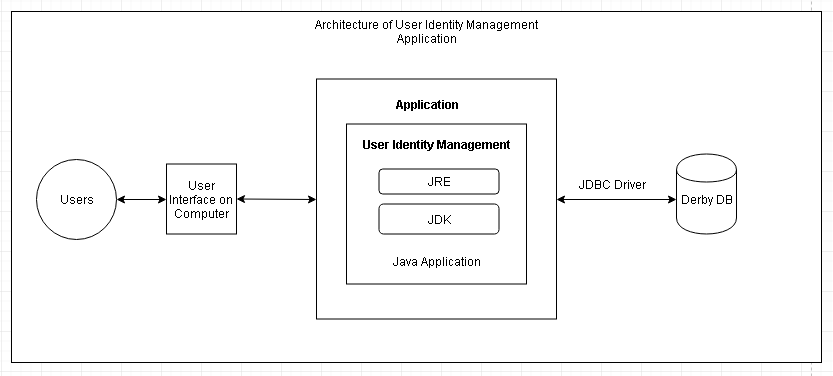 Architecture of User Identity Management
Application
Application
User Identity Management
JRE
JDK
Java Application
Users
User
Interface on
Computer
JDBC Driver
Derby DB